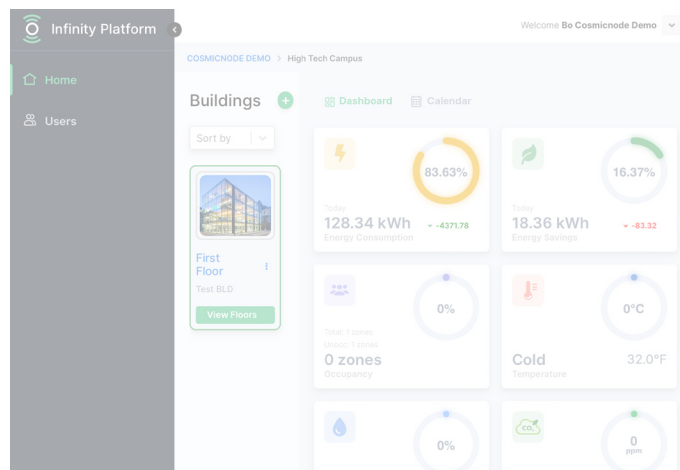 Infinity Platform
Welcome Bo Cosmicnode Demo
COSMICNODE DEMO > High Tech Campus
Home
Users
Buildings
Sort by
First
Floor
Test BLD
View Floors
Dashboard
Calendar
83.63%
Today
128.34 kWh
-4371.78
Energy Consumption
16.37%
Today
18.36 kWh
-83.32
Energy Savings
0%
Total: 1 zones
Unocc: 1 zones
0 zones
Occupancy
0°C
Cold
32.0°F
Temperature
0%
CO₂
0
ppm